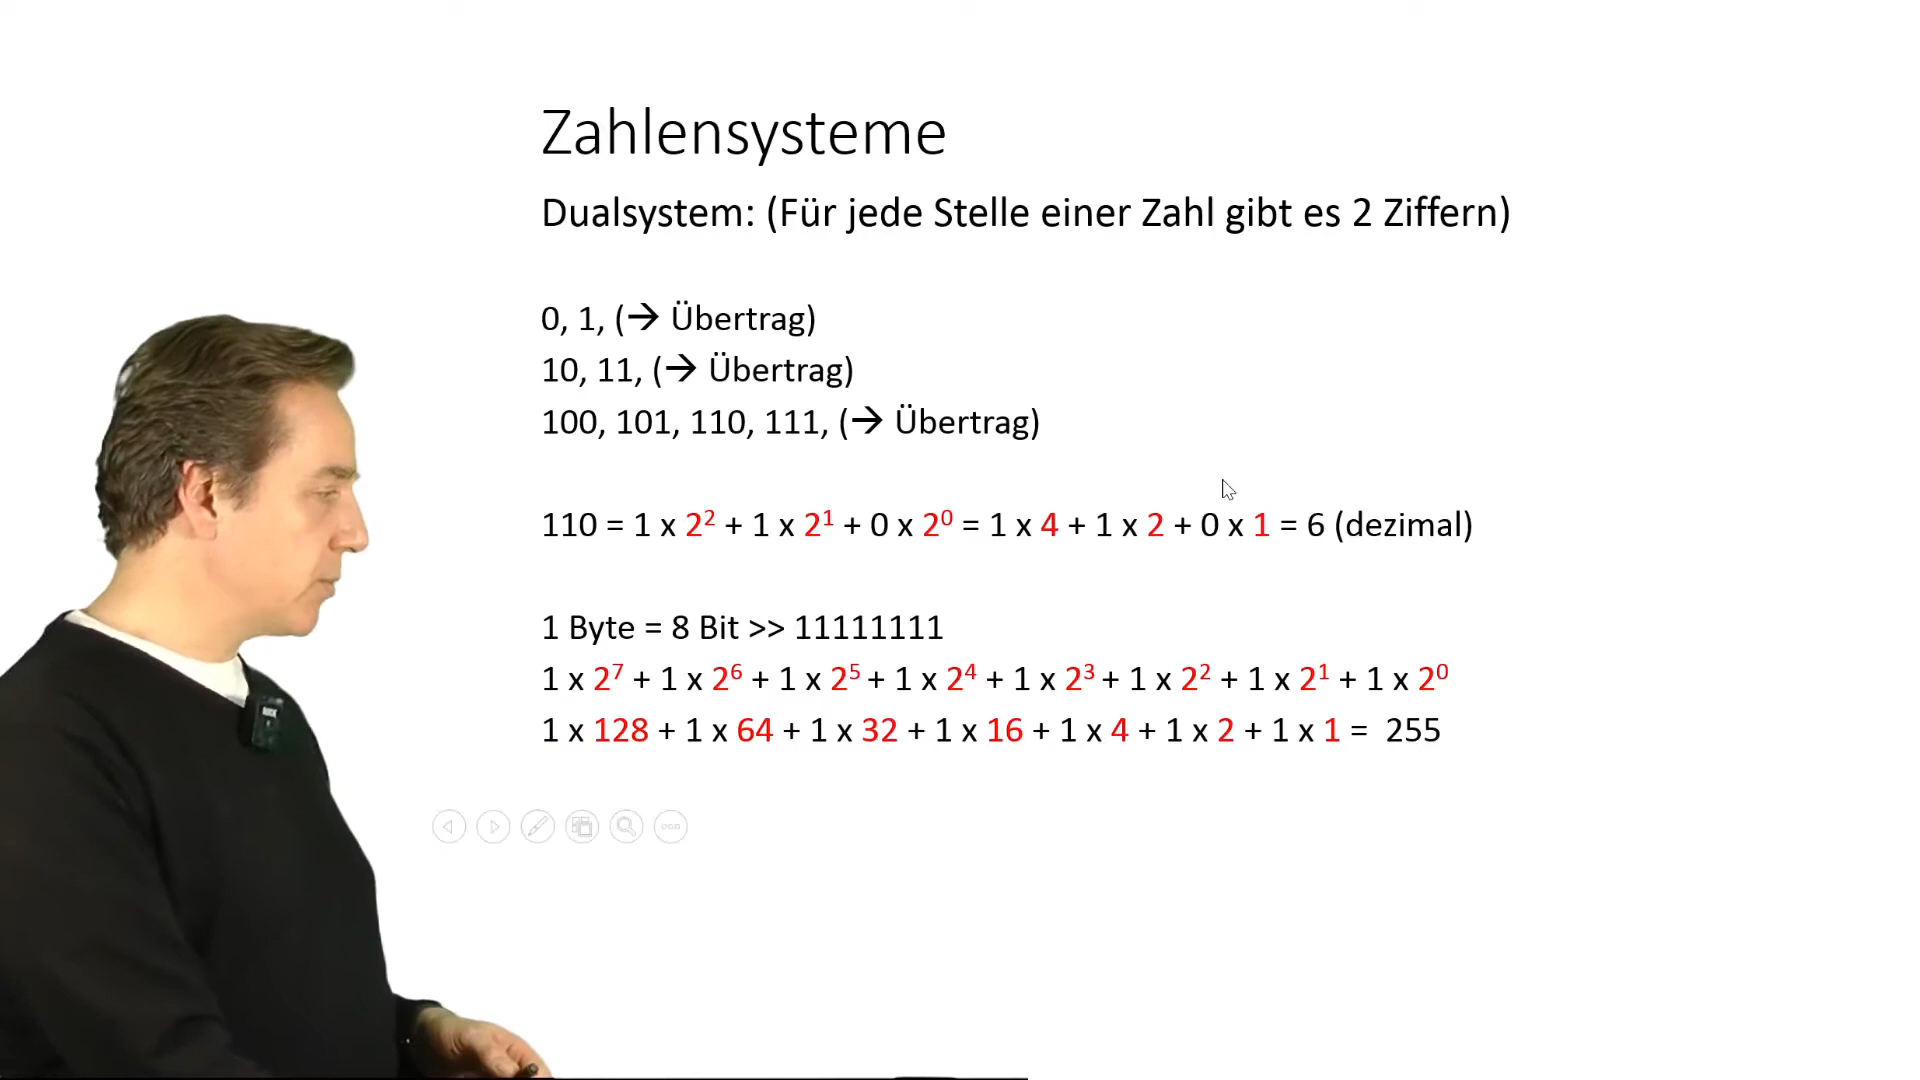 Zahlensysteme
Dualsystem: (Für jede Stelle einer Zahl gibt es 2 Ziffern)
0, 1, (→ Übertrag)
10, 11, (→ Übertrag)
100, 101, 110, 111, (→ Übertrag)
110 = 1 x 2² + 1 x 2¹ + 0 x 2⁰ = 1 x 4 + 1 x 2 + 0 x 1 = 6 (dezimal)
1 Byte = 8 Bit >> 11111111
1 x 2⁷ + 1 x 2⁶ + 1 x 2⁵ + 1 x 2⁴ + 1 x 2³ + 1 x 2² + 1 x 2¹ + 1 x 2⁰
1 x 128 + 1 x 64 + 1 x 32 + 1 x 16 + 1 x 4 + 1 x 2 + 1 x 1 = 255